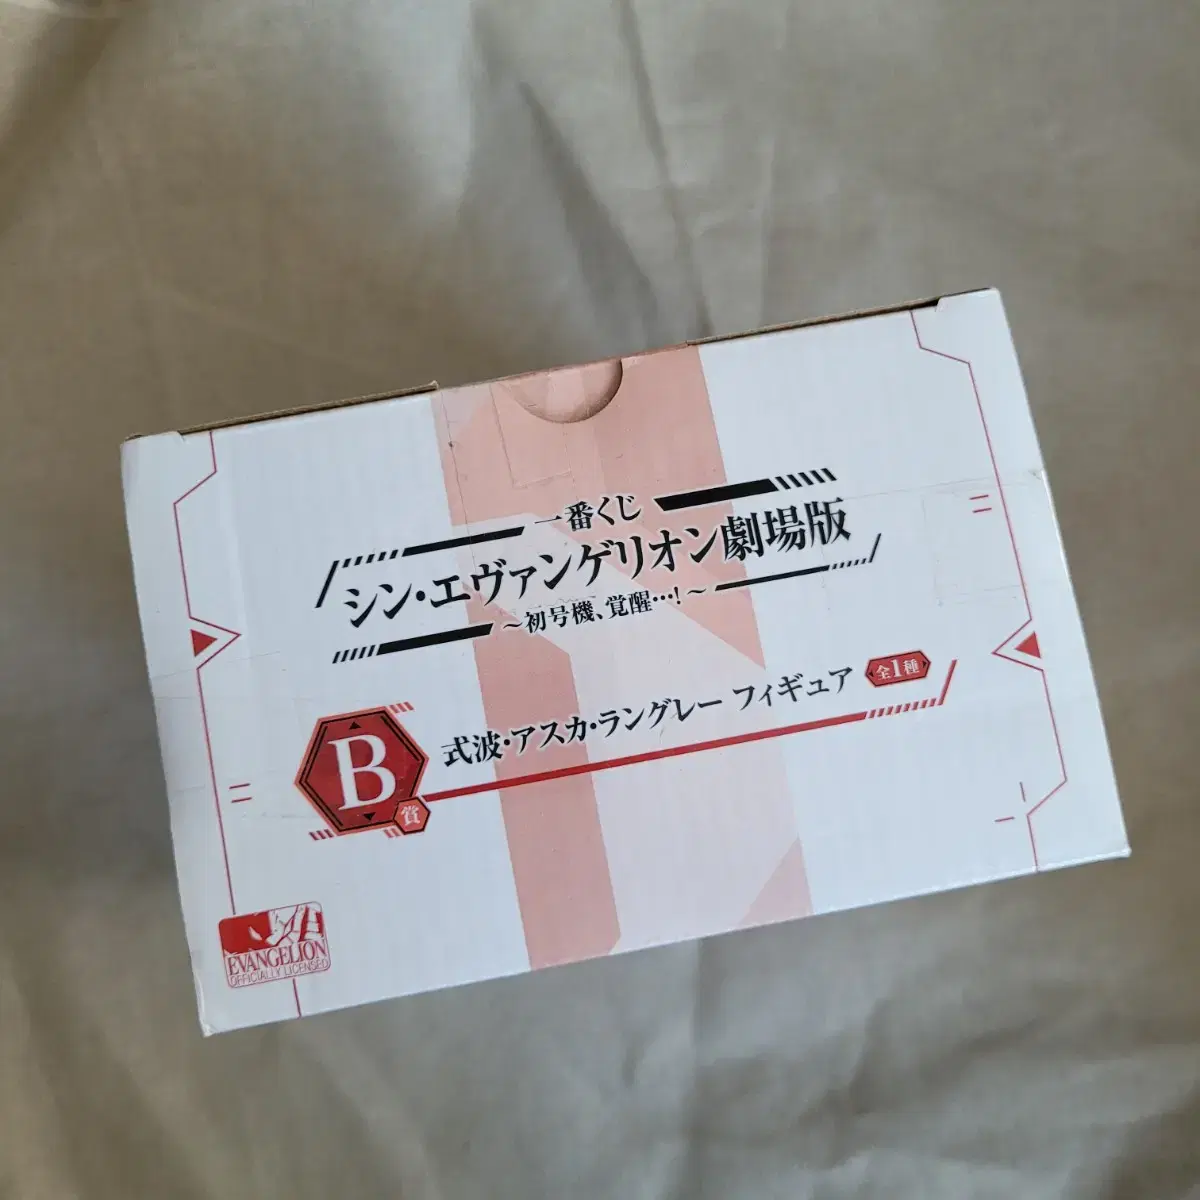 一番くじ
シン・エヴァンゲリオン劇場版
～初号機、覚醒…！～
B賞
式波・アスカ・ラングレー フィギュア 全1種
EVANGELION
OFFICIALLY LICENSED